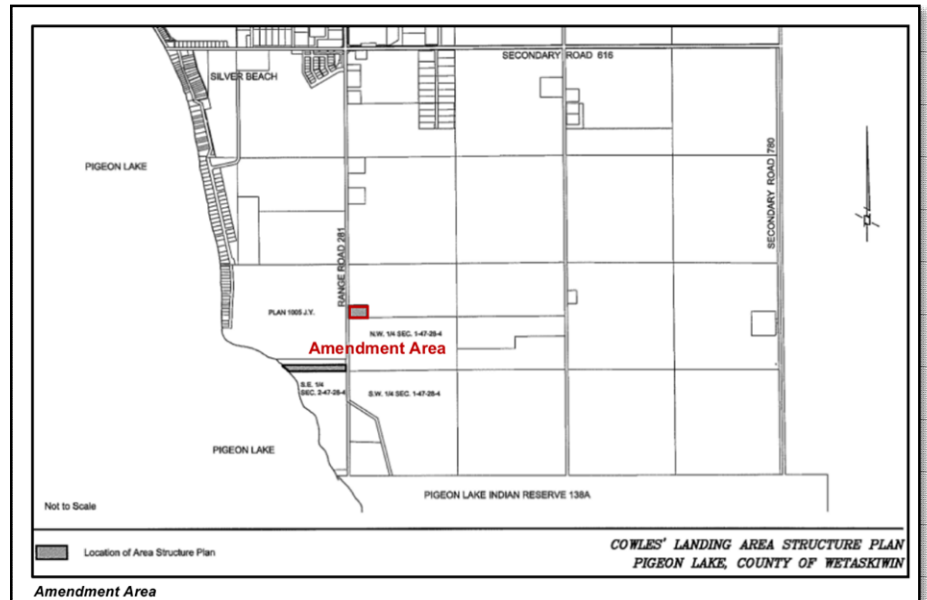 SECONDARY ROAD 616
SILVER BEACH
PIGEON LAKE
SECONDARY ROAD 780
RANGE ROAD 281
PLAN 1905 J.Y.
N.W. 1/4 SEC. 1-47-28-4
Amendment Area
S.E. 1/4
SEC. 2-47-28-4
S.W. 1/4 SEC. 1-47-28-4
PIGEON LAKE
PIGEON LAKE INDIAN RESERVE 138A
Not to Scale
Location of Area Structure Plan
COWLES' LANDING AREA STRUCTURE PLAN
PIGEON LAKE, COUNTY OF WETASKIWIN
Amendment Area